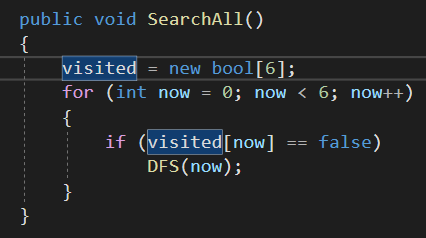 public void SearchAll()
{
    visited = new bool[6];
    for (int now = 0; now < 6; now++)
    {
        if (visited[now] == false)
            DFS(now);
    }
}